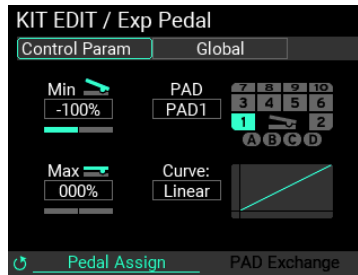 KIT EDIT / Exp Pedal
Control Param Global
Min PAD
-100% PAD1
7 8 9 10
3 4 5 6
1 2
A B C D
Max Curve:
000% Linear
Pedal Assign PAD Exchange